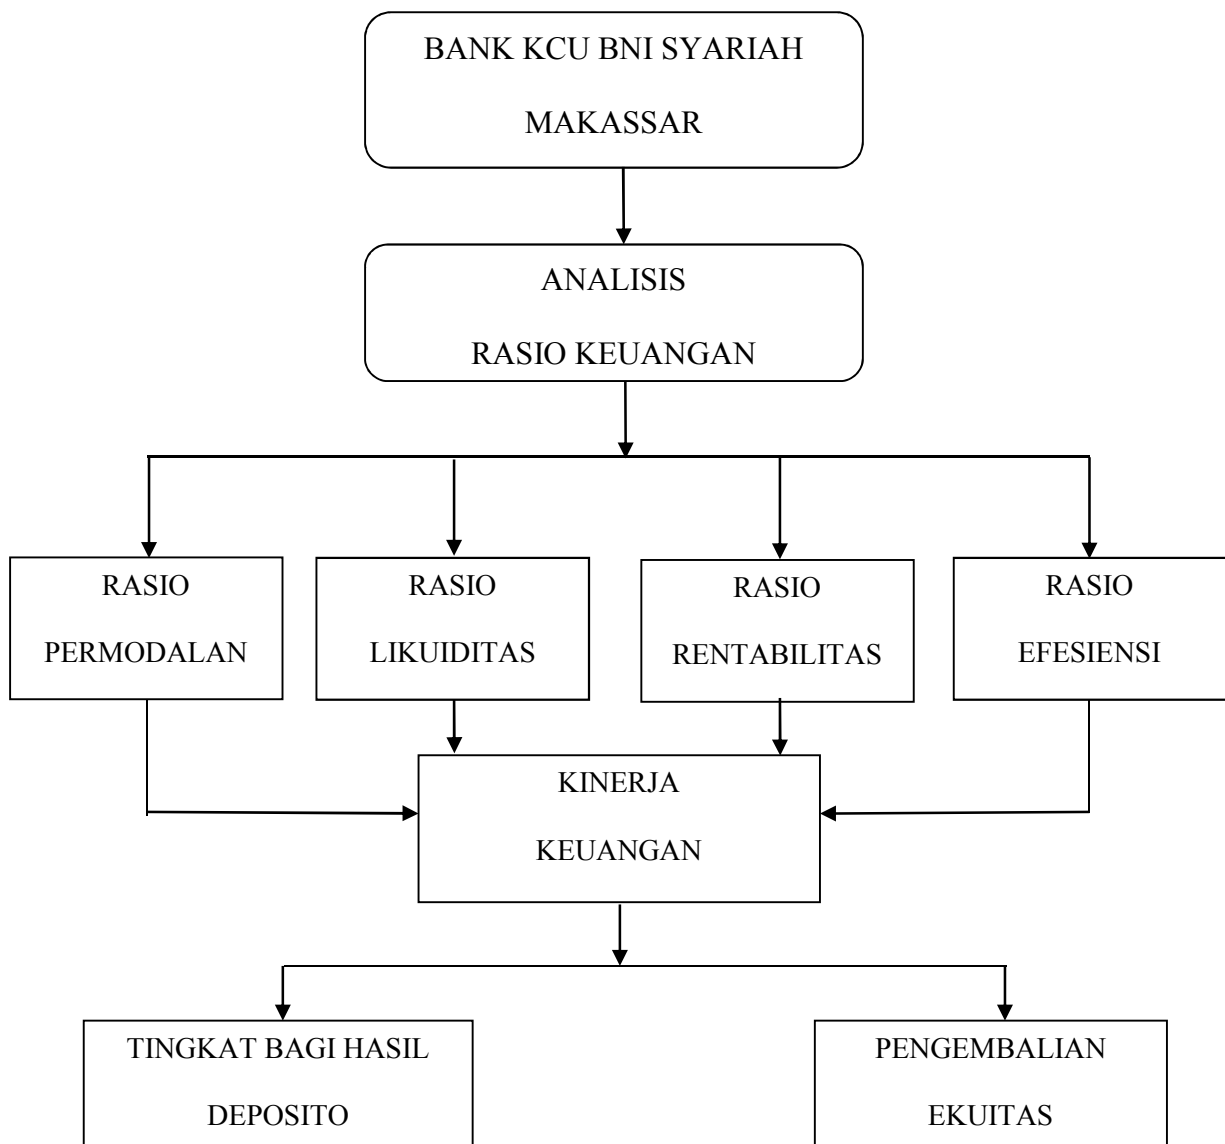 BANK KCU BNI SYARIAH
MAKASSAR
ANALISIS
RASIO KEUANGAN
RASIO
PERMODALAN
RASIO
LIKUIDITAS
RASIO
RENTABILITAS
RASIO
EFESIENSI
KINERJA
KEUANGAN
TINGKAT BAGI HASIL
DEPOSITO
PENGEMBALIAN
EKUITAS